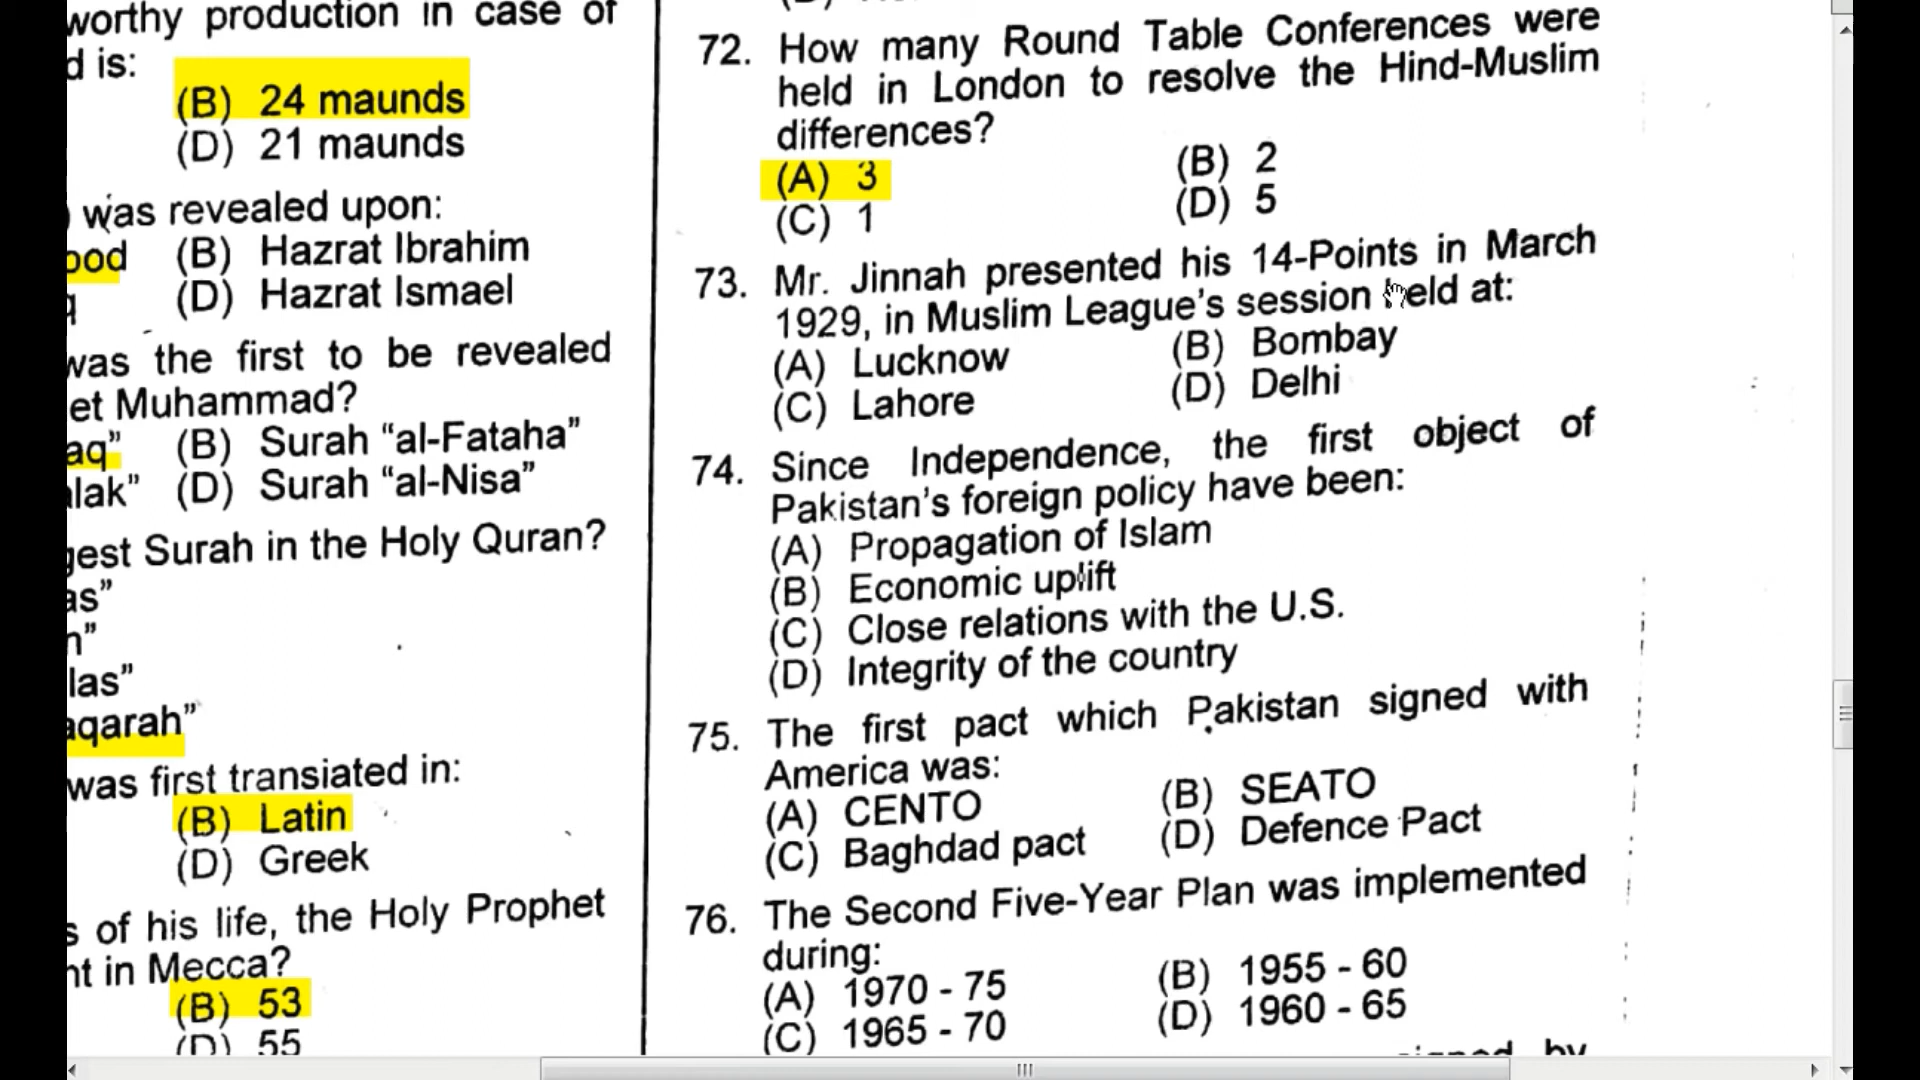 worthy production in case of
d is:
(B) 24 maunds
(D) 21 maunds
) was revealed upon:
ood (B) Hazrat Ibrahim
q (D) Hazrat Ismael
was the first to be revealed
et Muhammad?
aq” (B) Surah “al-Fataha”
alak” (D) Surah “al-Nisa”
gest Surah in the Holy Quran?
as”
n”
las”
aqarah”
was first transiated in:
(B) Latin
(D) Greek
s of his life, the Holy Prophet
nt in Mecca?
(B) 53
(D) 55
72. How many Round Table Conferences were
held in London to resolve the Hind-Muslim
differences?
(A) 3 (B) 2
(C) 1 (D) 5
73. Mr. Jinnah presented his 14-Points in March
1929, in Muslim League’s session held at:
(A) Lucknow (B) Bombay
(C) Lahore (D) Delhi
74. Since Independence, the first object of
Pakistan’s foreign policy have been:
(A) Propagation of Islam
(B) Economic uplift
(C) Close relations with the U.S.
(D) Integrity of the country
75. The first pact which Pakistan signed with
America was:
(A) CENTO (B) SEATO
(C) Baghdad pact (D) Defence Pact
76. The Second Five-Year Plan was implemented
during:
(A) 1970 - 75 (B) 1955 - 60
(C) 1965 - 70 (D) 1960 - 65
signed by